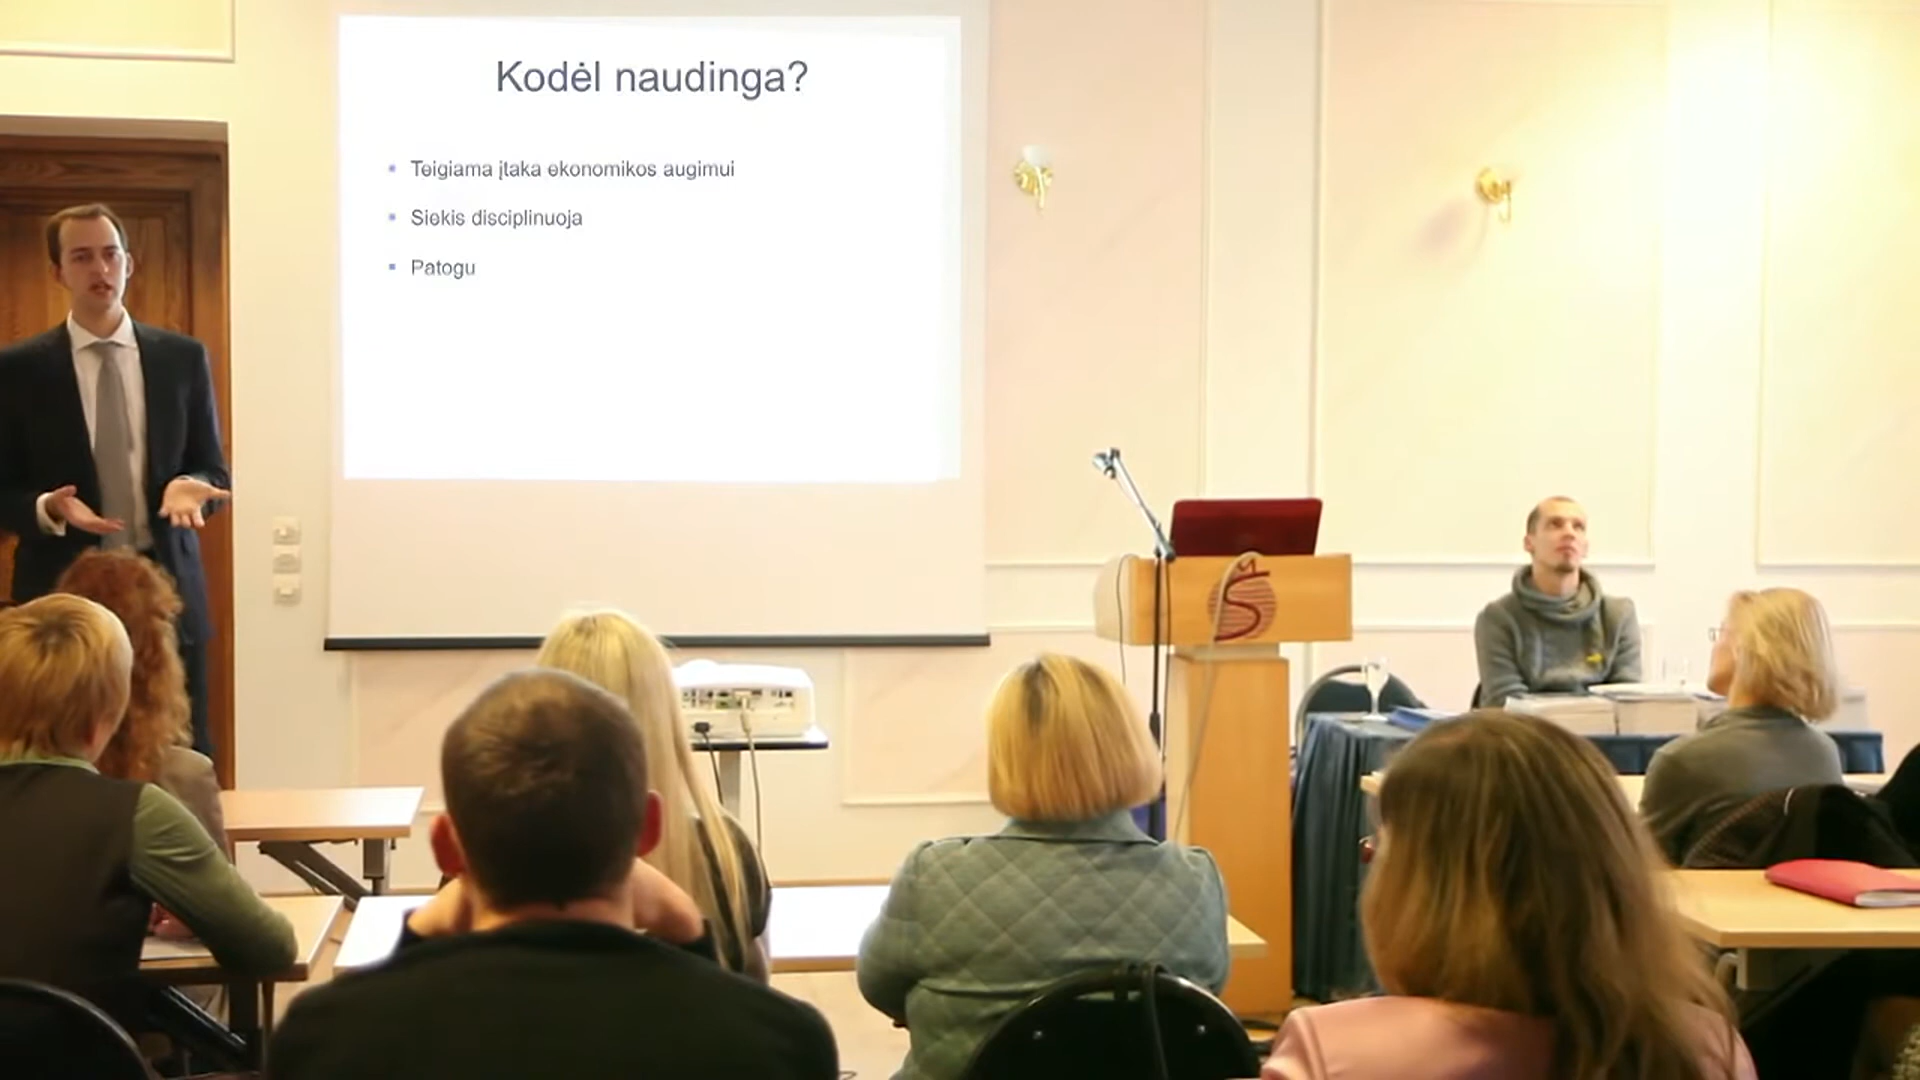 Kodėl naudinga?
Teigiama įtaka ekonomikos augimui
Siekis disciplinuoja
Patogu